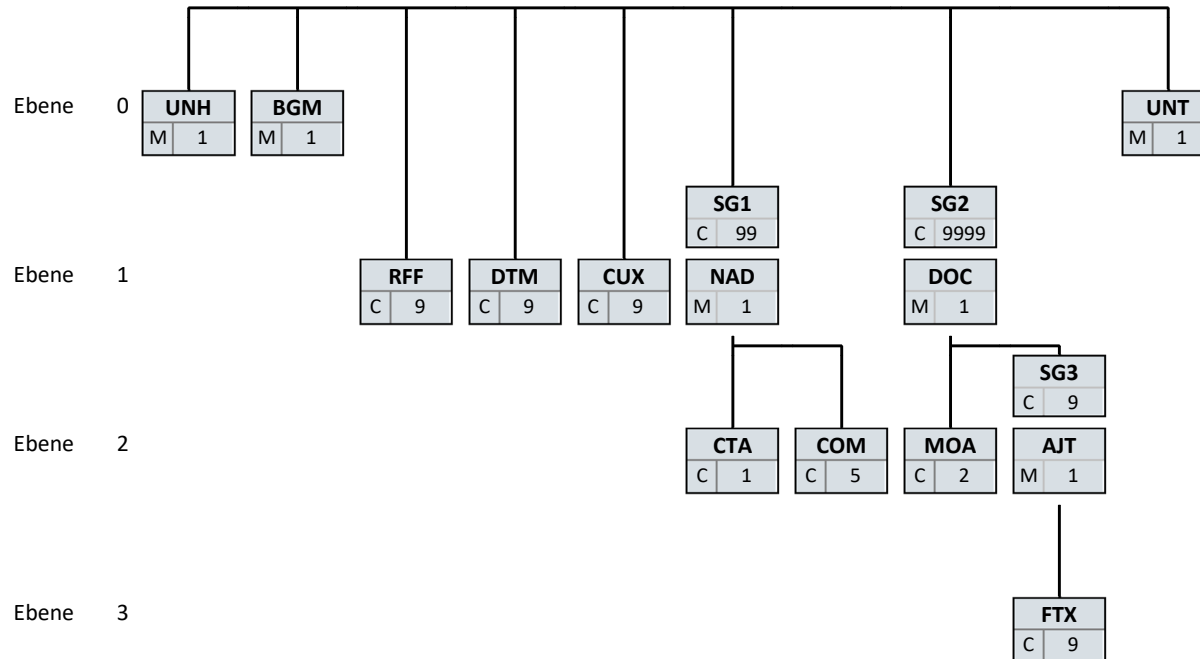 Ebene 0 UNH BGM UNT
M 1 M 1 M 1
SG1 SG2
C 99 C 9999
Ebene 1 RFF DTM CUX NAD DOC
C 9 C 9 C 9 M 1 M 1
SG3
C 9
Ebene 2 CTA COM MOA AJT
C 1 C 5 C 2 M 1
Ebene 3 FTX
C 9